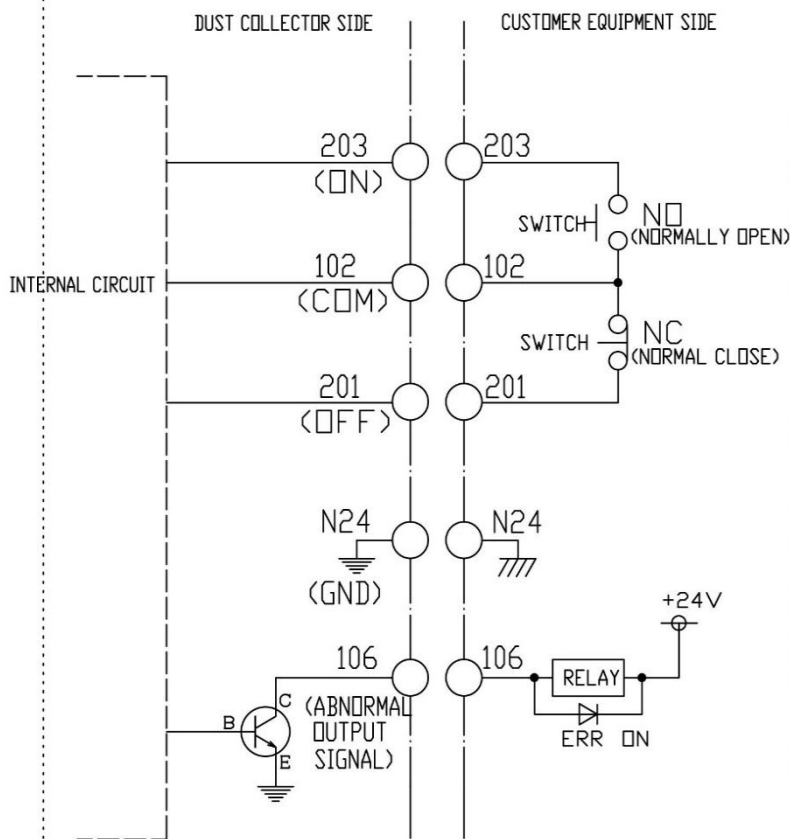 DUST COLLECTOR SIDE
CUSTOMER EQUIPMENT SIDE
203
(ON)
203
SWITCH
NO
(NORMALLY OPEN)
INTERNAL CIRCUIT
102
(COM)
102
SWITCH
NC
(NORMAL CLOSE)
201
(OFF)
201
N24
(GND)
N24
+24V
106
106
RELAY
(ABNORMAL
OUTPUT
SIGNAL)
B
C
E
ERR ON